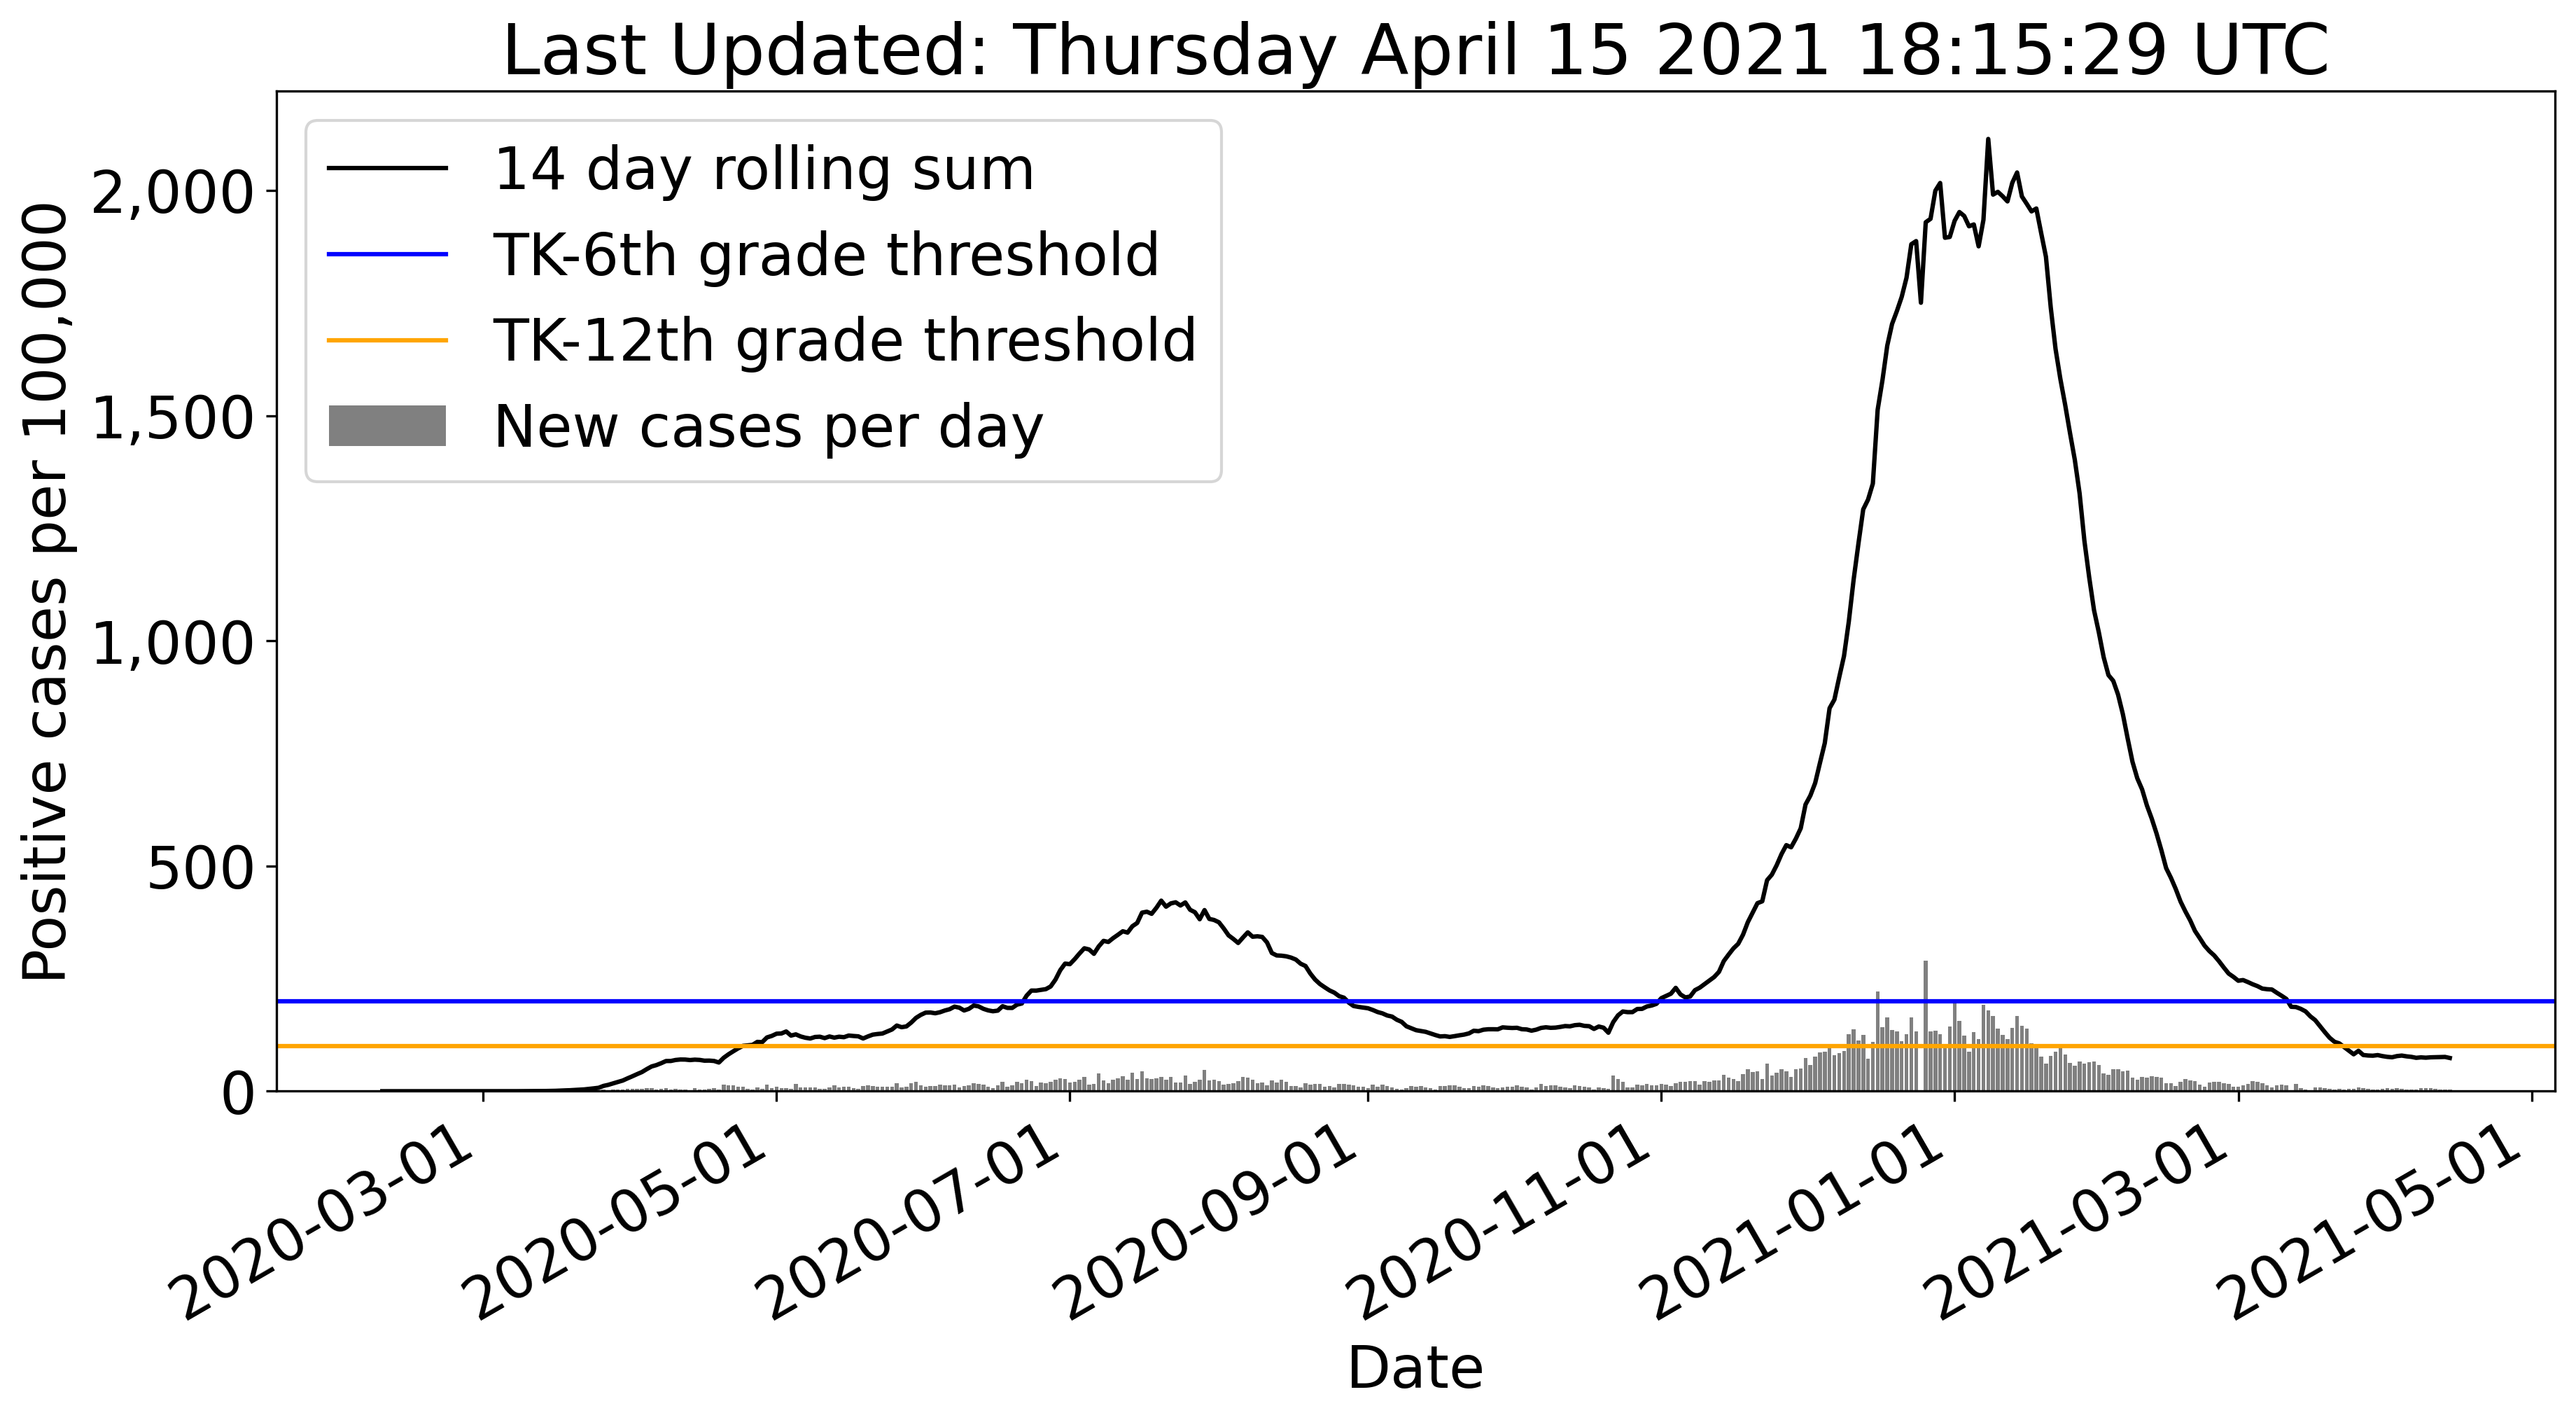 Last Updated: Thursday April 15 2021 18:15:29 UTC
14 day rolling sum
TK-6th grade threshold
TK-12th grade threshold
New cases per day
Positive cases per 100,000
2,000
1,500
1,000
500
0
2020-03-01
2020-05-01
2020-07-01
2020-09-01
2020-11-01
2021-01-01
2021-03-01
2021-05-01
Date